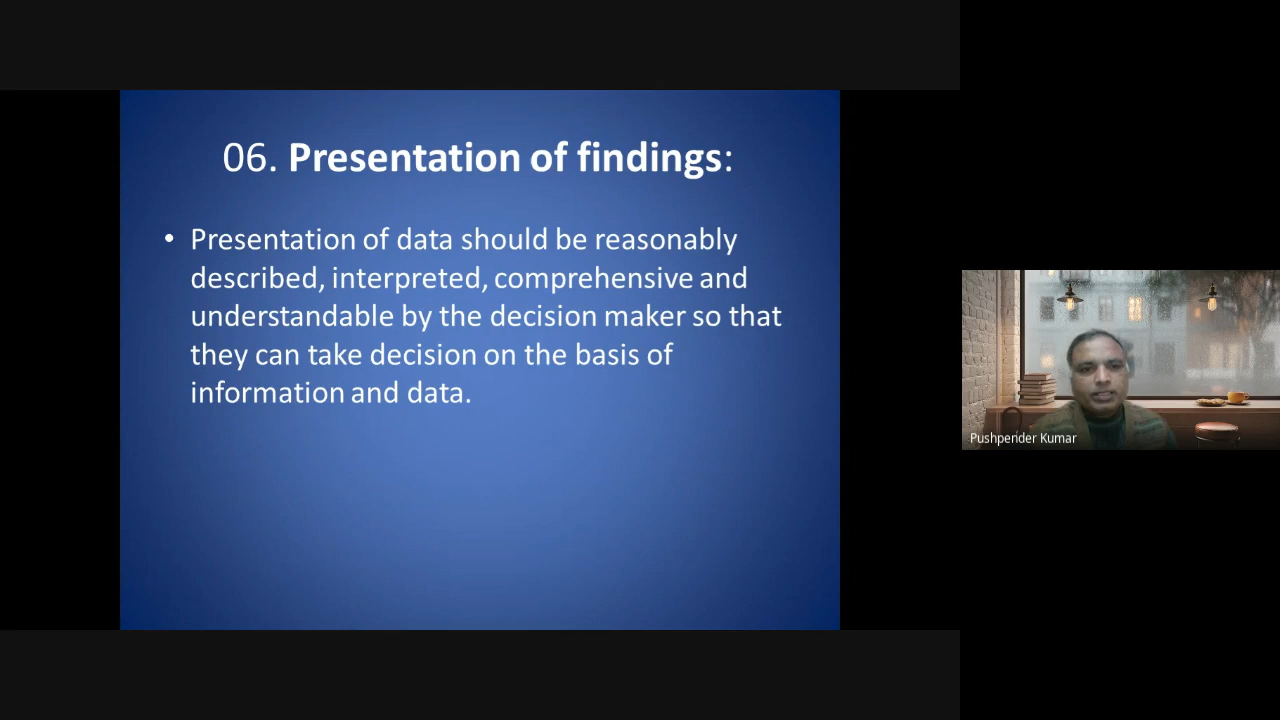 06. Presentation of findings:
• Presentation of data should be reasonably
described, interpreted, comprehensive and
understandable by the decision maker so that
they can take decision on the basis of
information and data.
Pushpender Kumar